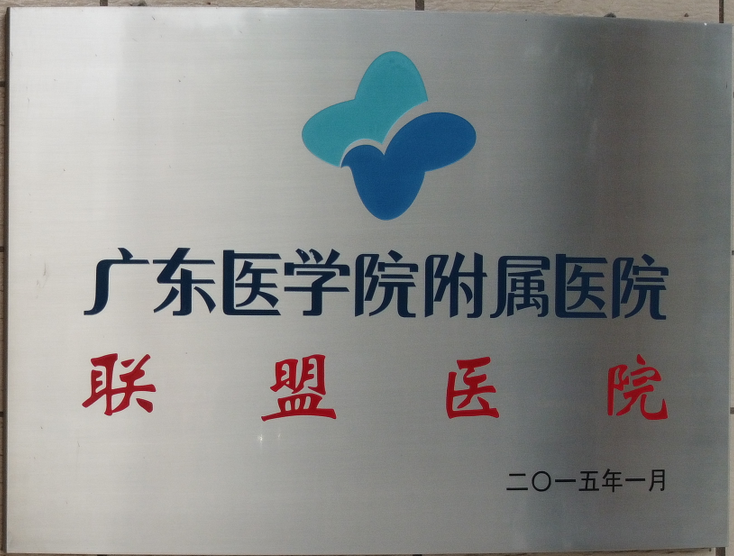 广东医学院附属医院
联盟医院
二〇一五年一月